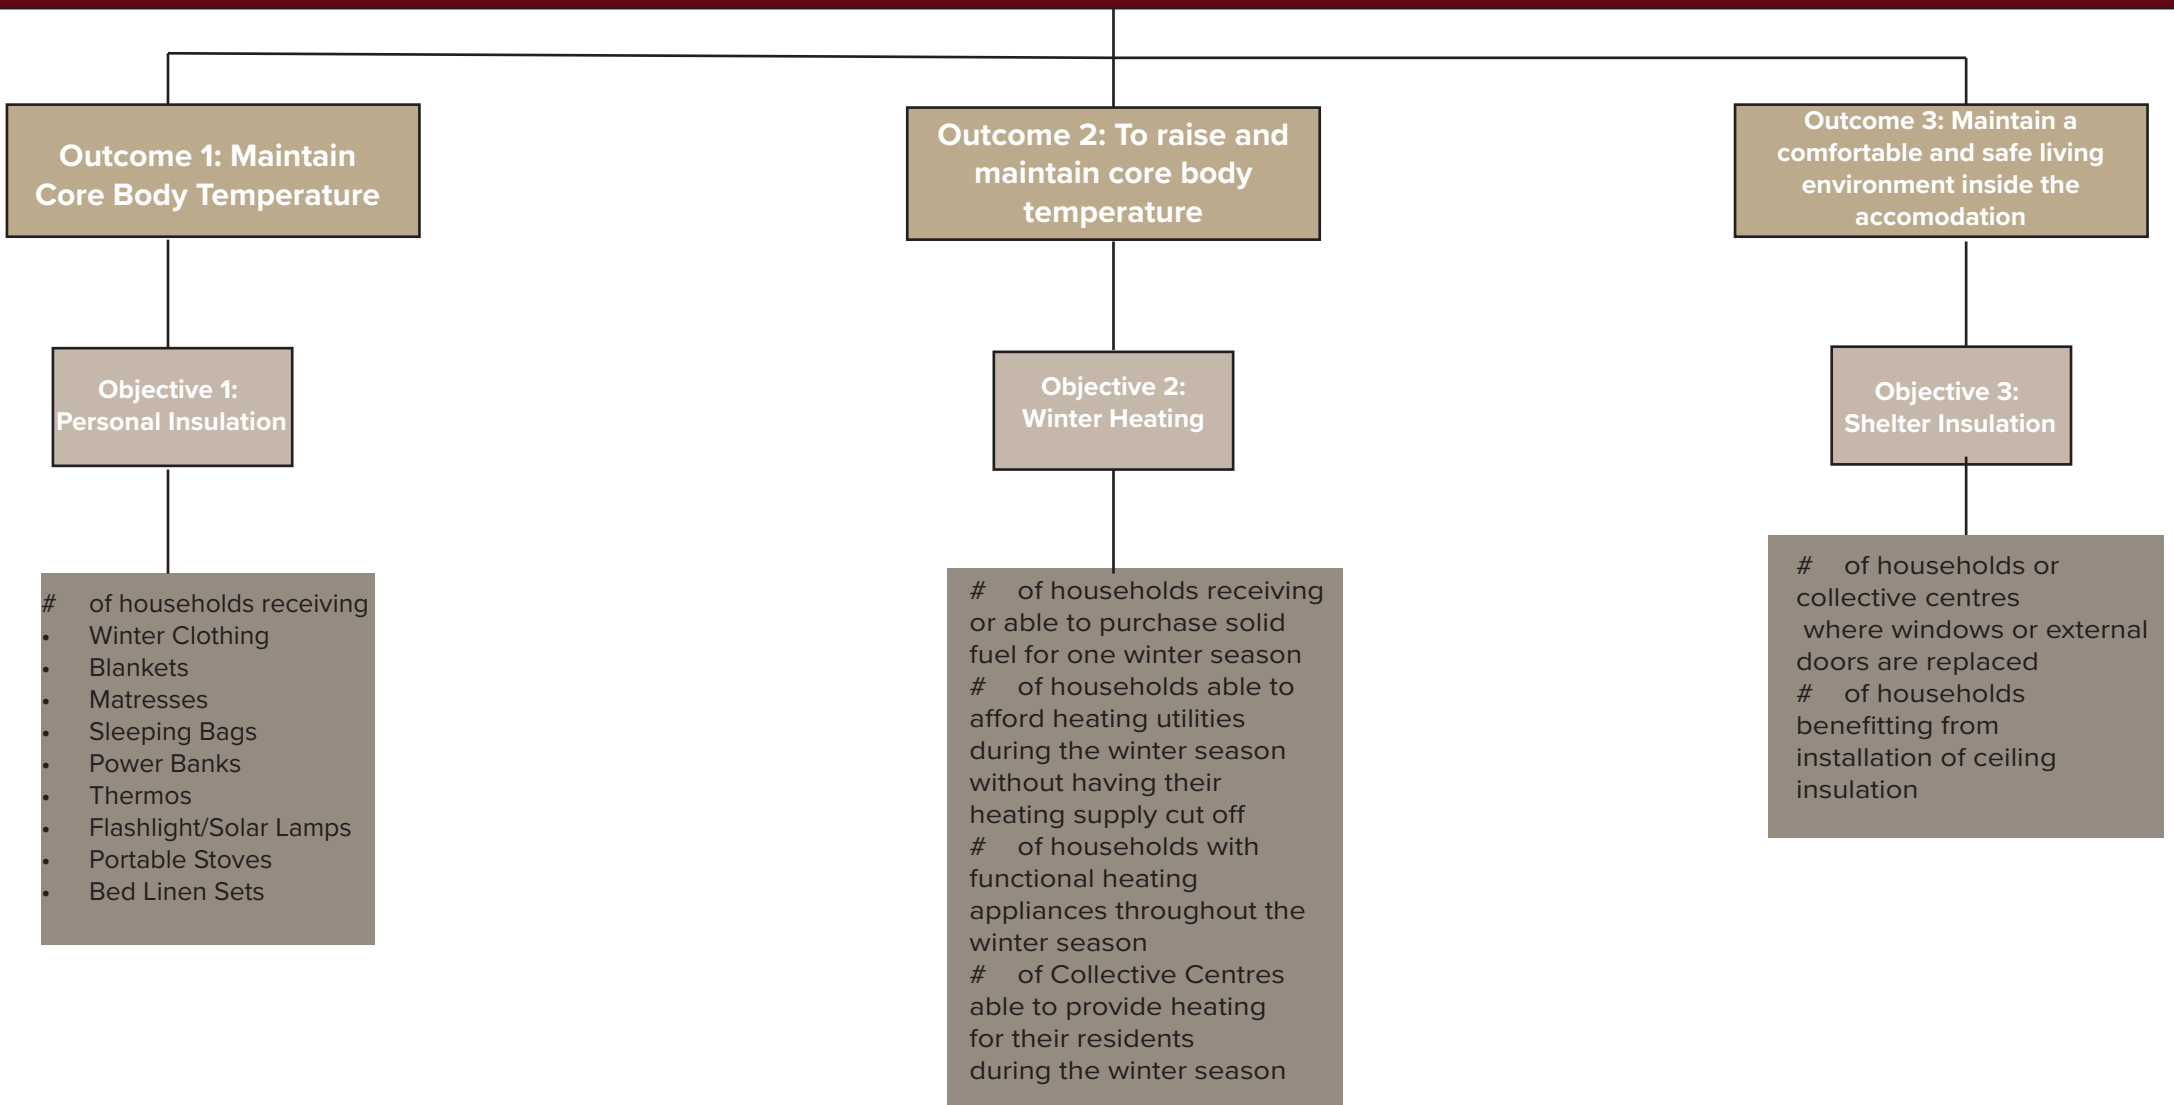 Outcome 1: Maintain
Core Body Temperature
Outcome 2: To raise and
maintain core body
temperature
Outcome 3: Maintain a
comfortable and safe living
environment inside the
accomodation
Objective 1:
Personal Insulation
Objective 2:
Winter Heating
Objective 3:
Shelter Insulation
# of households receiving
• Winter Clothing
• Blankets
• Matresses
• Sleeping Bags
• Power Banks
• Thermos
• Flashlight/Solar Lamps
• Portable Stoves
• Bed Linen Sets
# of households receiving
or able to purchase solid
fuel for one winter season
# of households able to
afford heating utilities
during the winter season
without having their
heating supply cut off
# of households with
functional heating
appliances throughout the
winter season
# of Collective Centres
able to provide heating
for their residents
during the winter season
# of households or
collective centres
where windows or external
doors are replaced
# of households
benefitting from
installation of ceiling
insulation